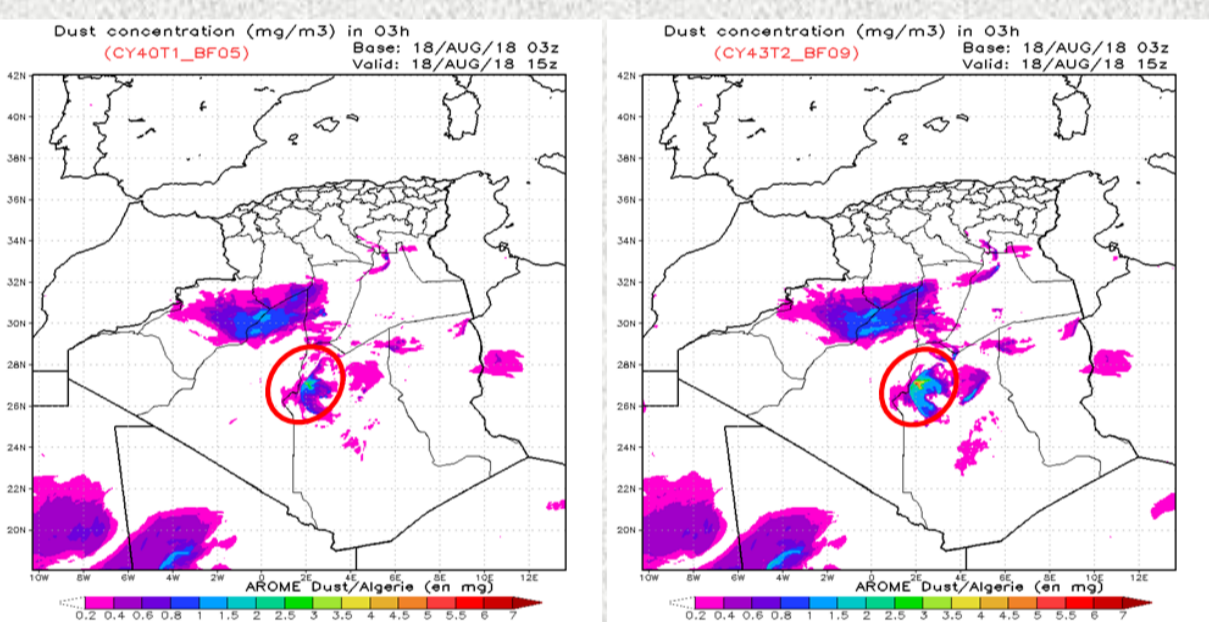 Dust concentration (mg/m3) in 03h
(CY40T1_BF05)
Base: 18/AUG/18 03z
Valid: 18/AUG/18 15z
42N
40N
38N
36N
34N
32N
30N
28N
26N
24N
22N
20N
10W 8W 6W 4W 2W 0 2E 4E 6E 8E 10E 12E
AROME Dust/Algerie (en mg)
0.2 0.4 0.6 0.8 1 1.5 2 2.5 3 3.5 4 4.5 5 5.5 6 7
Dust concentration (mg/m3) in 03h
(CY43T2_BF09)
Base: 18/AUG/18 03z
Valid: 18/AUG/18 15z
42N
40N
38N
36N
34N
32N
30N
28N
26N
24N
22N
20N
10W 8W 6W 4W 2W 0 2E 4E 6E 8E 10E 12E
AROME Dust/Algerie (en mg)
0.2 0.4 0.6 0.8 1 1.5 2 2.5 3 3.5 4 4.5 5 5.5 6 7